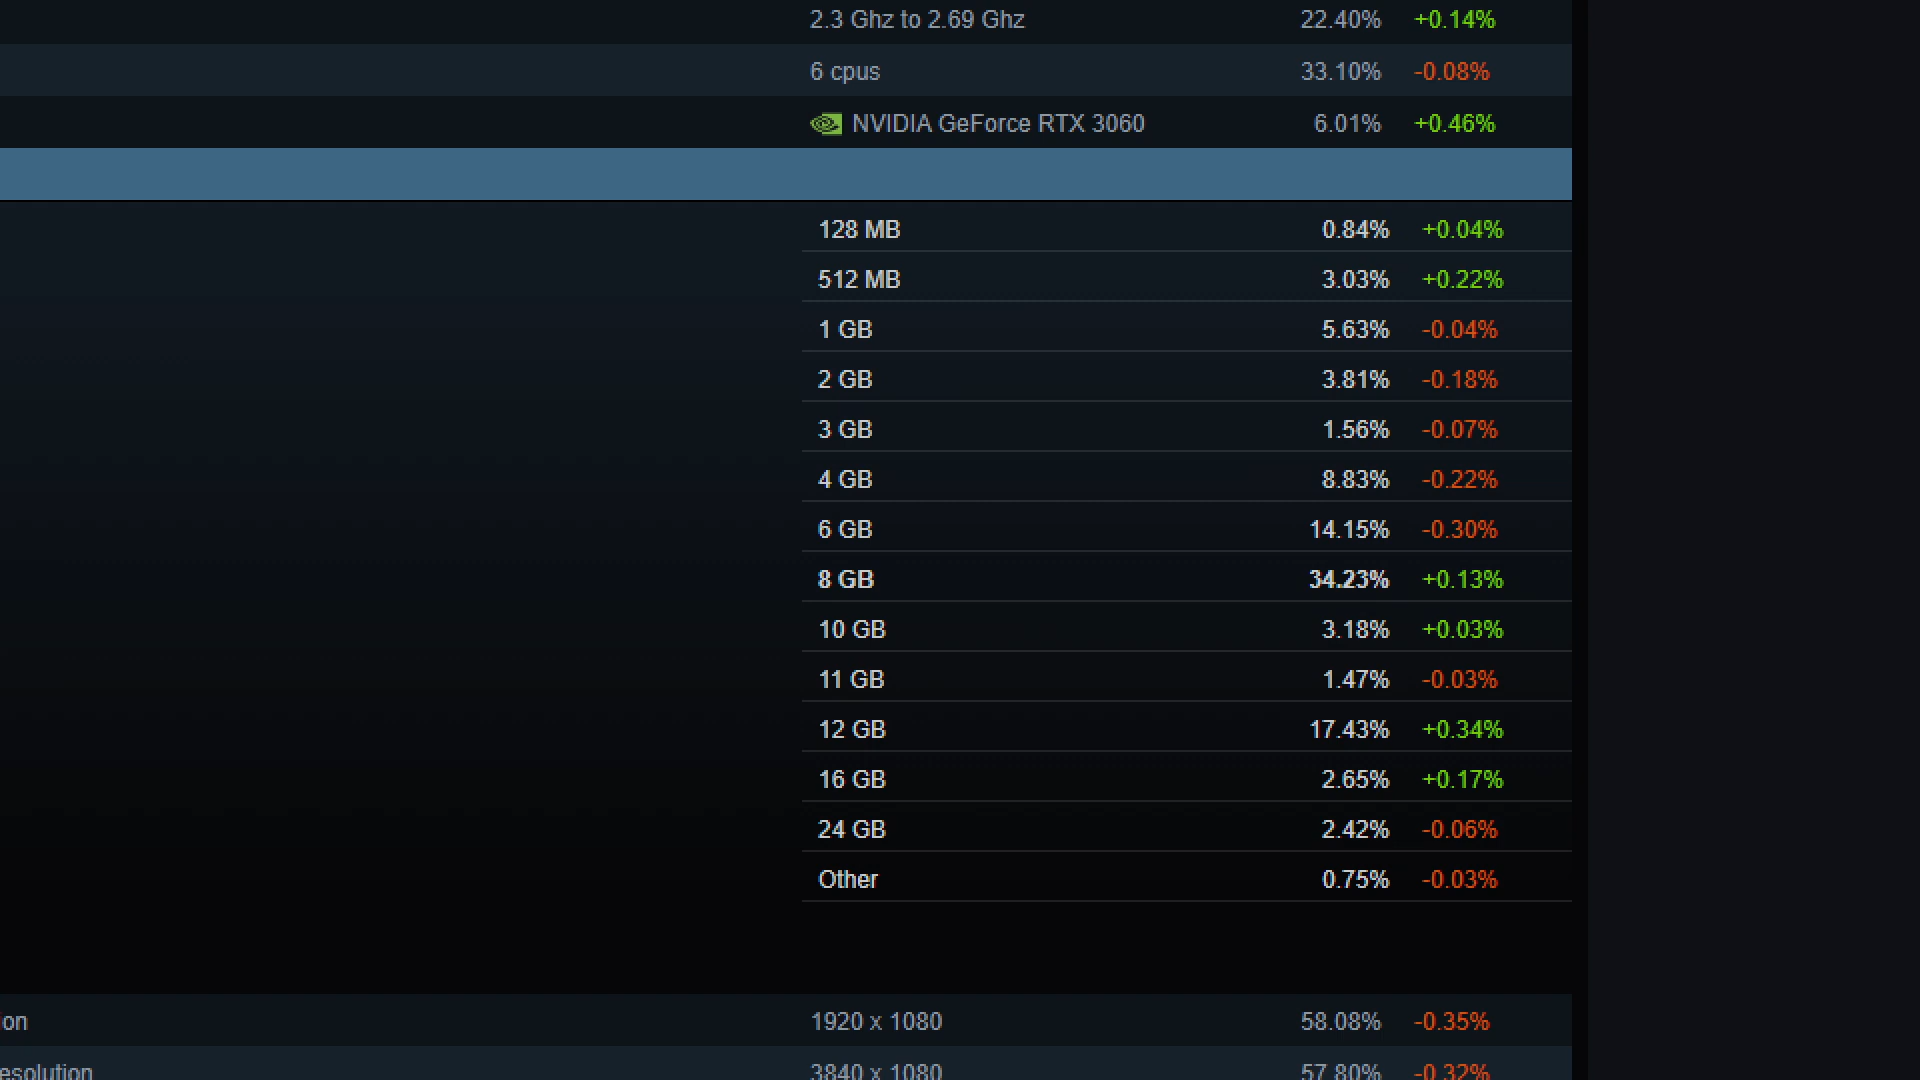 2.3 Ghz to 2.69 Ghz 22.40% +0.14%
6 cpus 33.10% -0.08%
NVIDIA GeForce RTX 3060 6.01% +0.46%
128 MB 0.84% +0.04%
512 MB 3.03% +0.22%
1 GB 5.63% -0.04%
2 GB 3.81% -0.18%
3 GB 1.56% -0.07%
4 GB 8.83% -0.22%
6 GB 14.15% -0.30%
8 GB 34.23% +0.13%
10 GB 3.18% +0.03%
11 GB 1.47% -0.03%
12 GB 17.43% +0.34%
16 GB 2.65% +0.17%
24 GB 2.42% -0.06%
Other 0.75% -0.03%
on 1920 x 1080 58.08% -0.35%
esolution 3840 x 1080 57.80% -0.32%